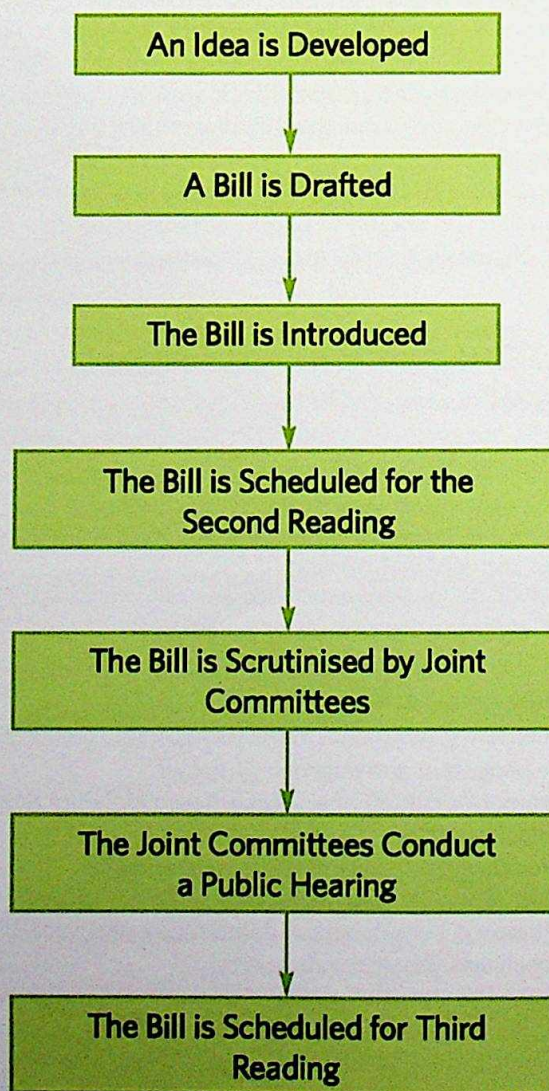 An Idea is Developed
A Bill is Drafted
The Bill is Introduced
The Bill is Scheduled for the
Second Reading
The Bill is Scrutinised by Joint
Committees
The Joint Committees Conduct
a Public Hearing
The Bill is Scheduled for Third
Reading